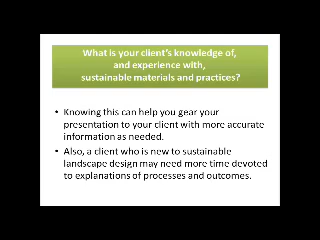 What is your client's knowledge of,
and experience with,
sustainable materials and practices?
• Knowing this can help you gear your
presentation to your client with more accurate
information as needed.
• Also, a client who is new to sustainable
landscape design may need more time devoted
to explanations of processes and outcomes.